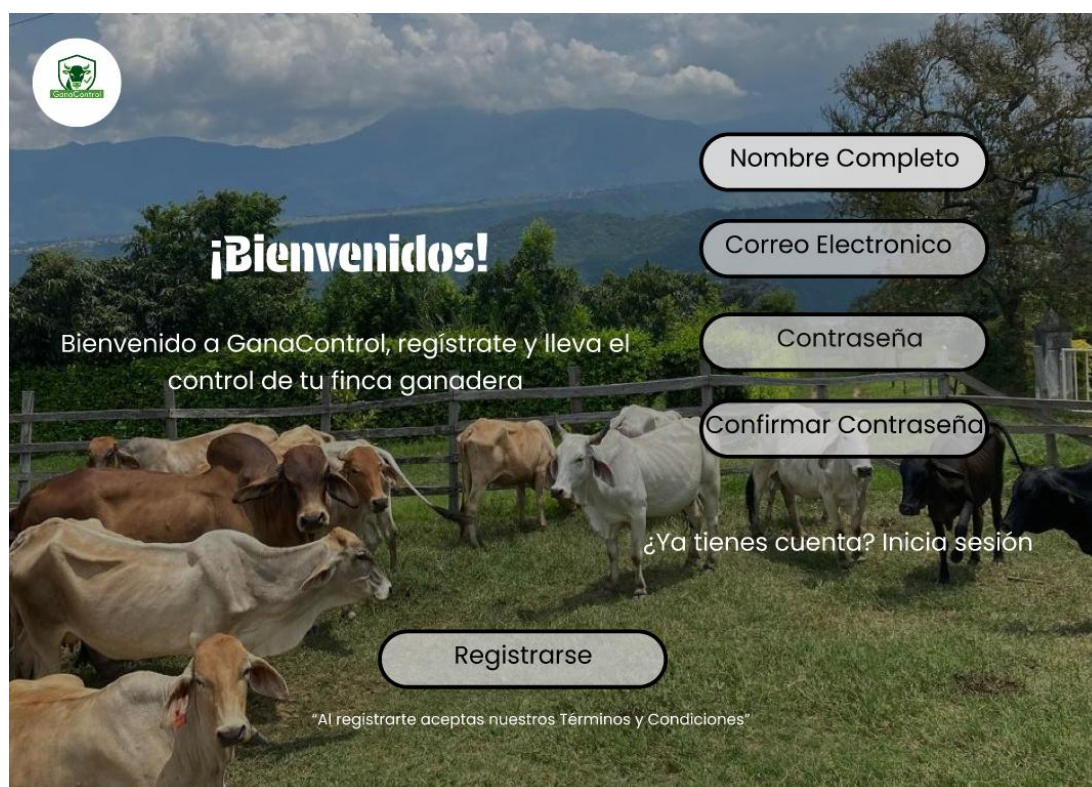 GanaControl
¡Bienvenidos!
Bienvenido a GanaControl, regístrate y lleva el
control de tu finca ganadera
Nombre Completo
Correo Electronico
Contraseña
Confirmar Contraseña
¿Ya tienes cuenta? Inicia sesión
Registrarse
“Al registrarte aceptas nuestros Términos y Condiciones”